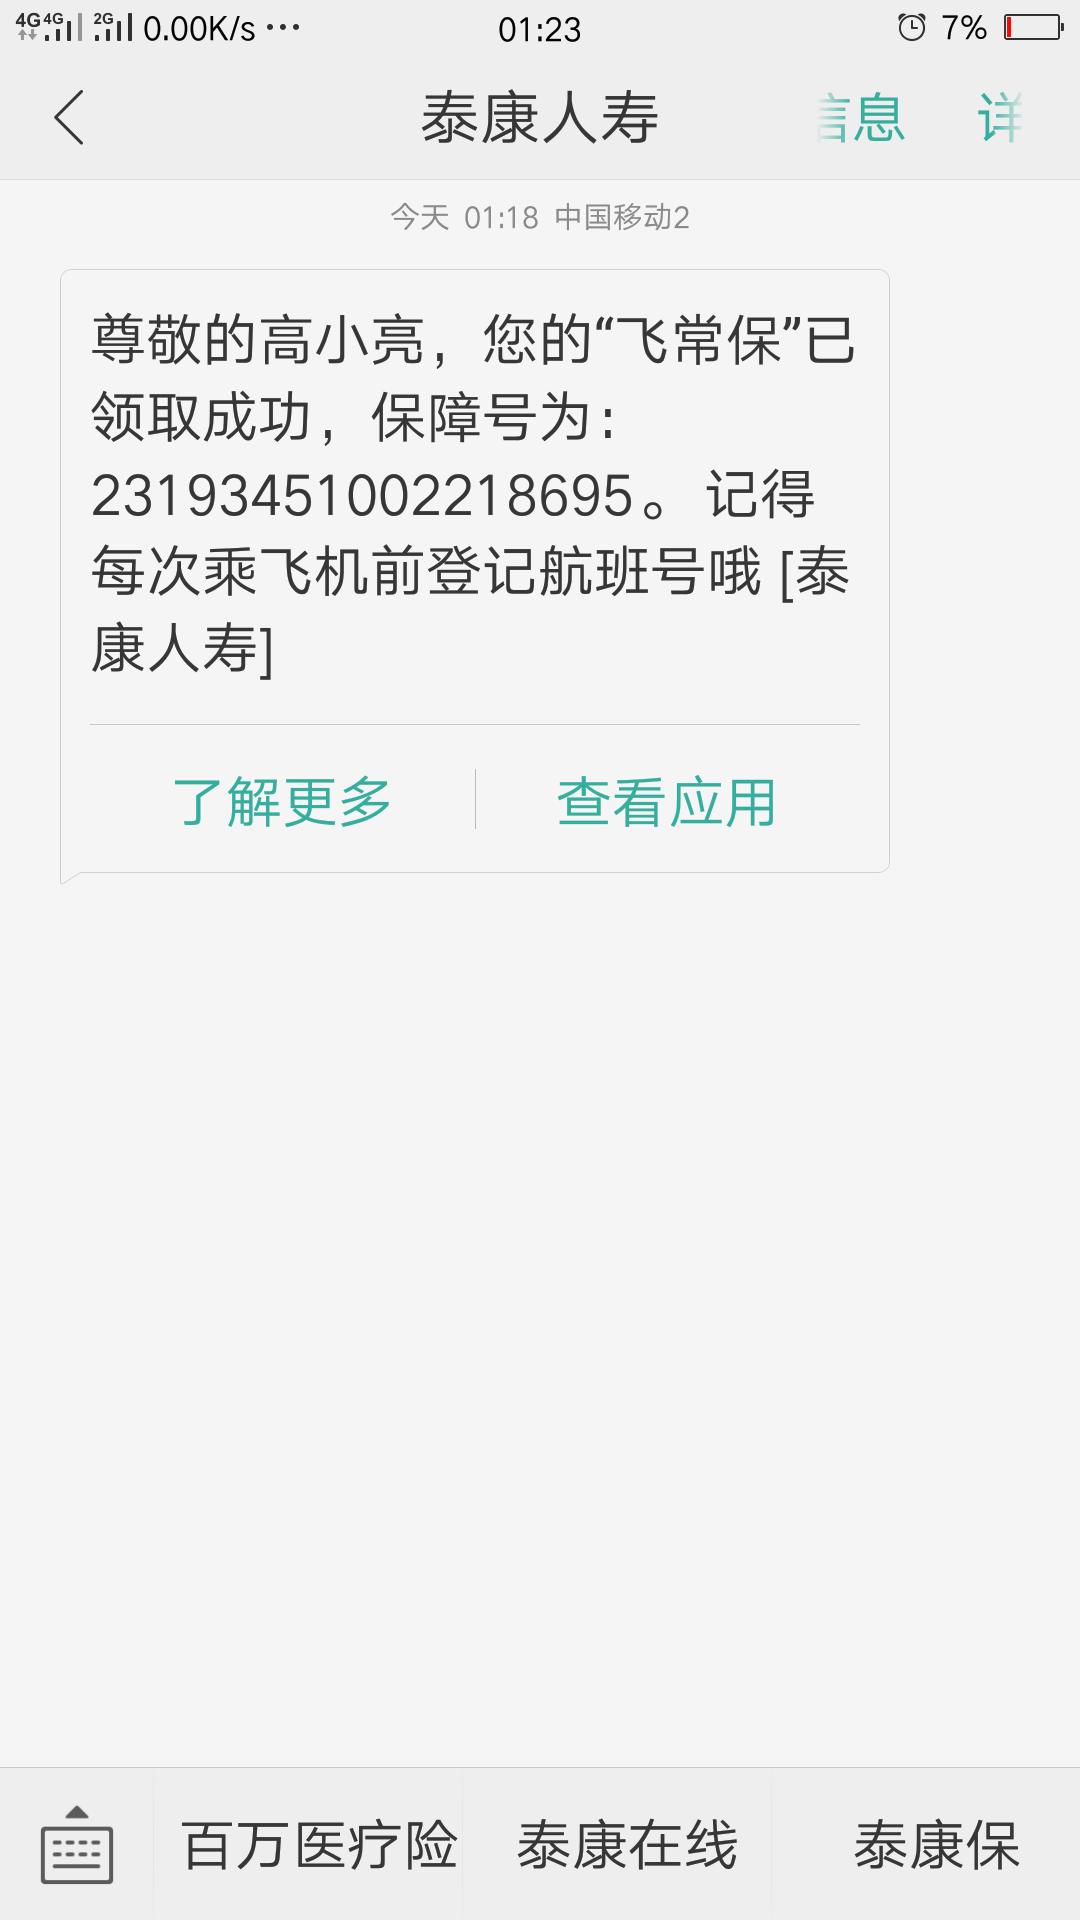 4G 4G 2G 0.00K/s ··· 01:23 7%
泰康人寿 信息 详
今天 01:18 中国移动2
尊敬的高小亮，您的“飞常保”已
领取成功，保障号为：
23193451002218695。记得
每次乘飞机前登记航班号哦 [泰
康人寿]
了解更多 查看应用
百万医疗险 泰康在线 泰康保